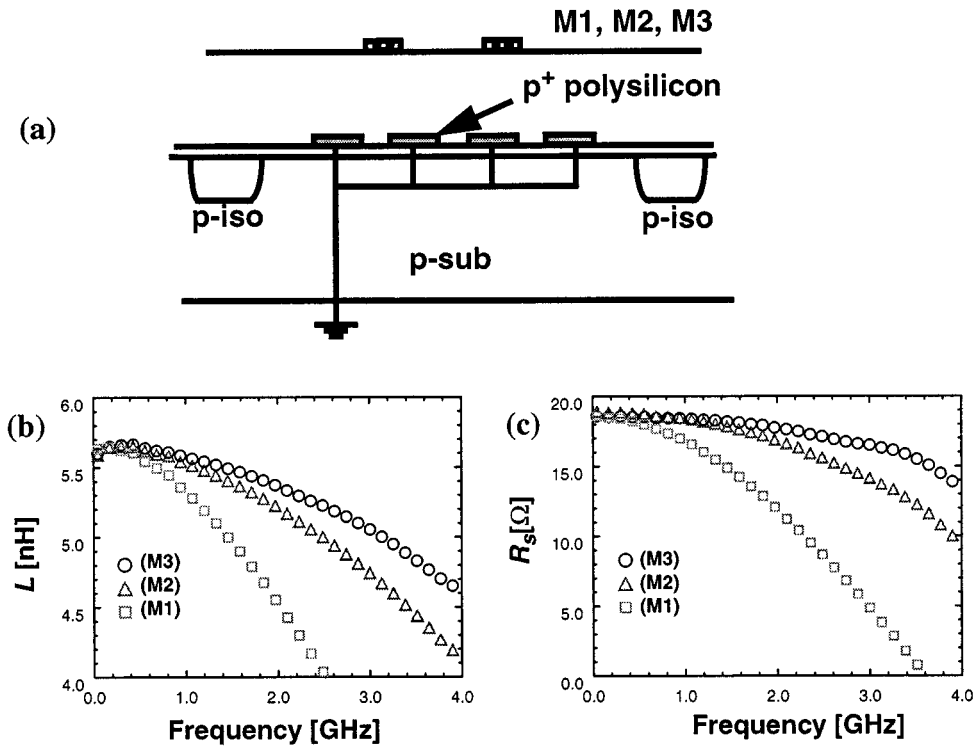 M1, M2, M3
p⁺ polysilicon
(a)
p-iso
p-iso
p-sub
(b)
6.0
5.5
5.0
4.5
4.0
L [nH]
(M3)
(M2)
(M1)
0.0 1.0 2.0 3.0 4.0
Frequency [GHz]
(c)
20.0
15.0
10.0
5.0
0.0
Rs[Ω]
(M3)
(M2)
(M1)
0.0 1.0 2.0 3.0 4.0
Frequency [GHz]